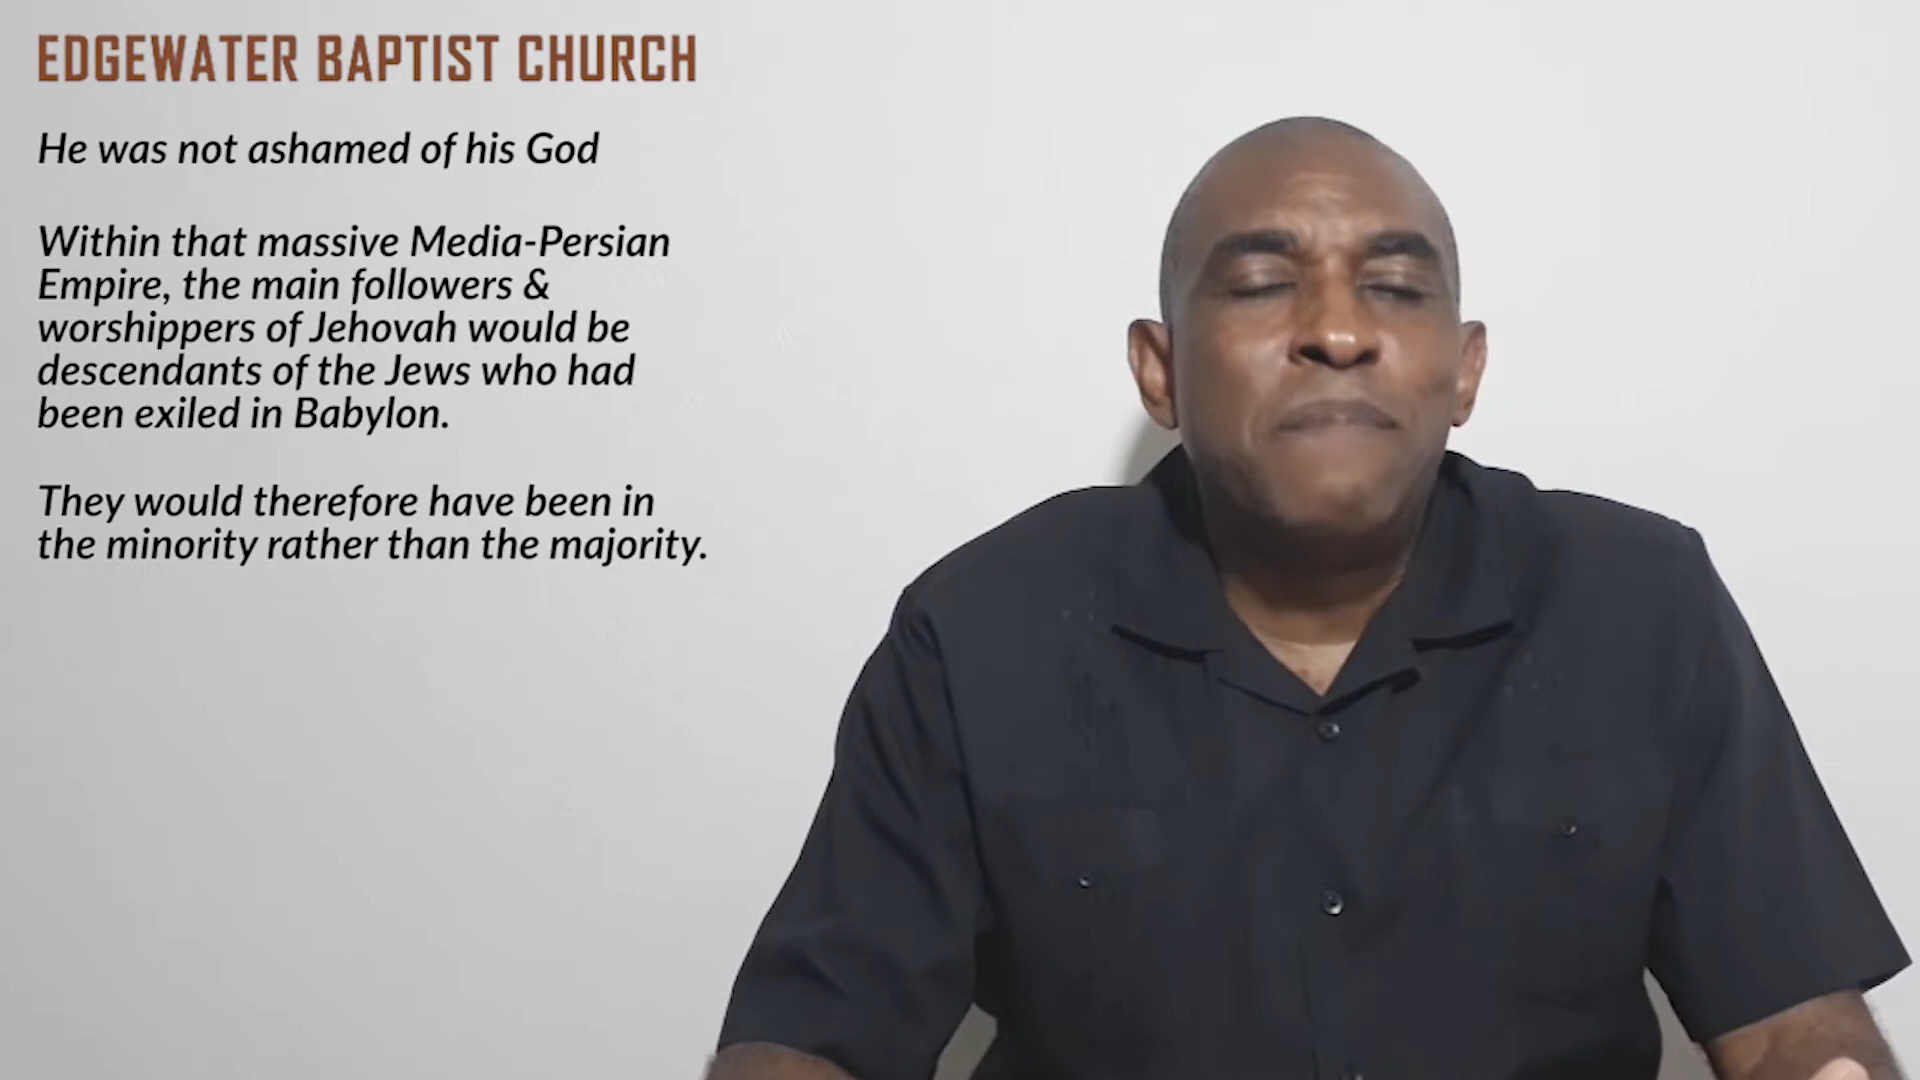 EDGEWATER BAPTIST CHURCH
He was not ashamed of his God
Within that massive Media-Persian
Empire, the main followers &
worshippers of Jehovah would be
descendants of the Jews who had
been exiled in Babylon.
They would therefore have been in
the minority rather than the majority.